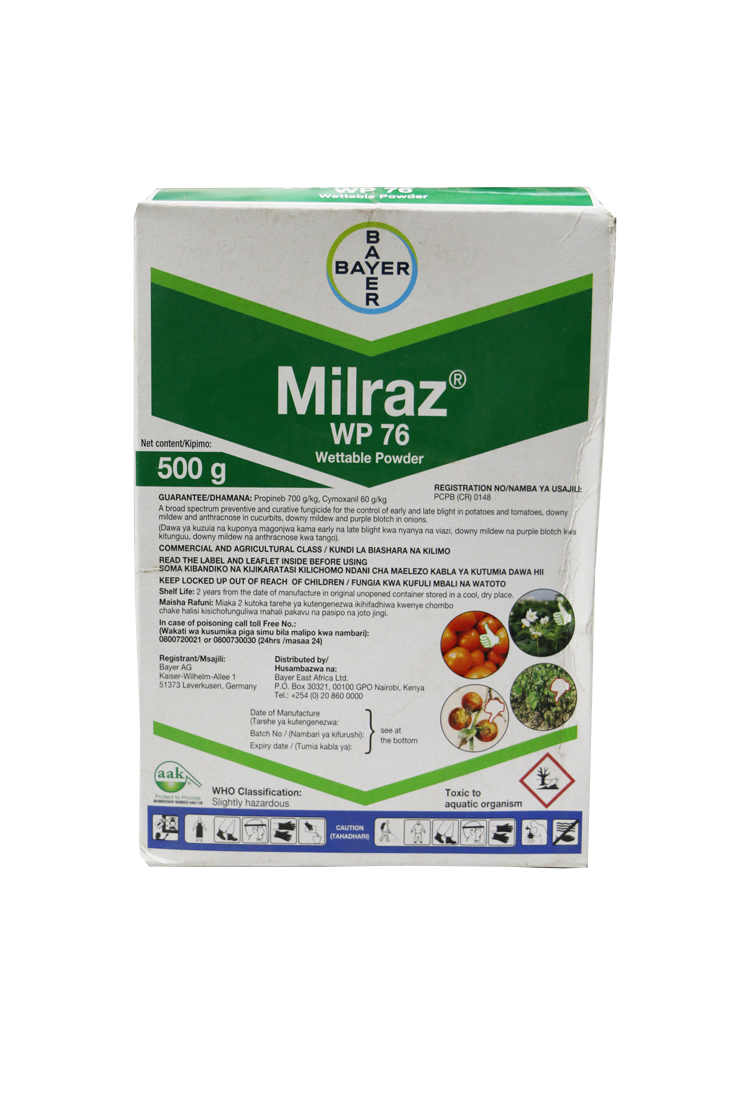 WP 76
Wettable Powder
BAYER
BAYER
Milraz®
WP 76
Wettable Powder
Net content/Kipimo:
500 g
REGISTRATION NO/NAMBA YA USAJILI:
PCPB (CR) 0148
GUARANTEE/DHAMANA: Propineb 700 g/kg, Cymoxanil 60 g/kg
A broad spectrum preventive and curative fungicide for the control of early and late blight in potatoes and tomatoes, downy
mildew and anthracnose in cucurbits, downy mildew and purple blotch in onions.
(Dawa ya kuzuia na kuponya magonjwa kama early na late blight kwa nyanya na viazi, downy mildew na purple blotch kwa
kitunguu, downy mildew na anthracnose kwa tango).
COMMERCIAL AND AGRICULTURAL CLASS / KUNDI LA BIASHARA NA KILIMO
READ THE LABEL AND LEAFLET INSIDE BEFORE USING
SOMA KIBANDIKO NA KIJIKARATASI KILICHOMO NDANI CHA MAELEZO KABLA YA KUTUMIA DAWA HII
KEEP LOCKED UP OUT OF REACH OF CHILDREN / FUNGIA KWA KUFULI MBALI NA WATOTO
Shelf Life: 2 years from the date of manufacture in original unopened container stored in a cool, dry place.
Maisha Rafuni: Miaka 2 kutoka tarehe ya kutengenezwa ikihifadhiwa kwenye chombo
chake halisi kisichofunguliwa mahali pakavu na pasipo na joto jingi.
In case of poisoning call toll Free No.:
(Wakati wa kusumika piga simu bila malipo kwa nambari):
0800720021 or 0800730030 (24hrs /masaa 24)
Registrant/Msajili:
Bayer AG
Kaiser-Wilhelm-Allee 1
51373 Leverkusen, Germany
Distributed by/
Husambazwa na:
Bayer East Africa Ltd.
P.O. Box 30321, 00100 GPO Nairobi, Kenya
Tel.: +254 (0) 20 860 0000
Date of Manufacture
(Tarehe ya kutengenezwa:
Batch No / (Nambari ya kifurushi):
Expiry date / (Tumia kabla ya):
see at
the bottom
aak
Protect to Provide
WHO Classification:
Slightly hazardous
Toxic to
aquatic organism
CAUTION
(TAHADHARI)